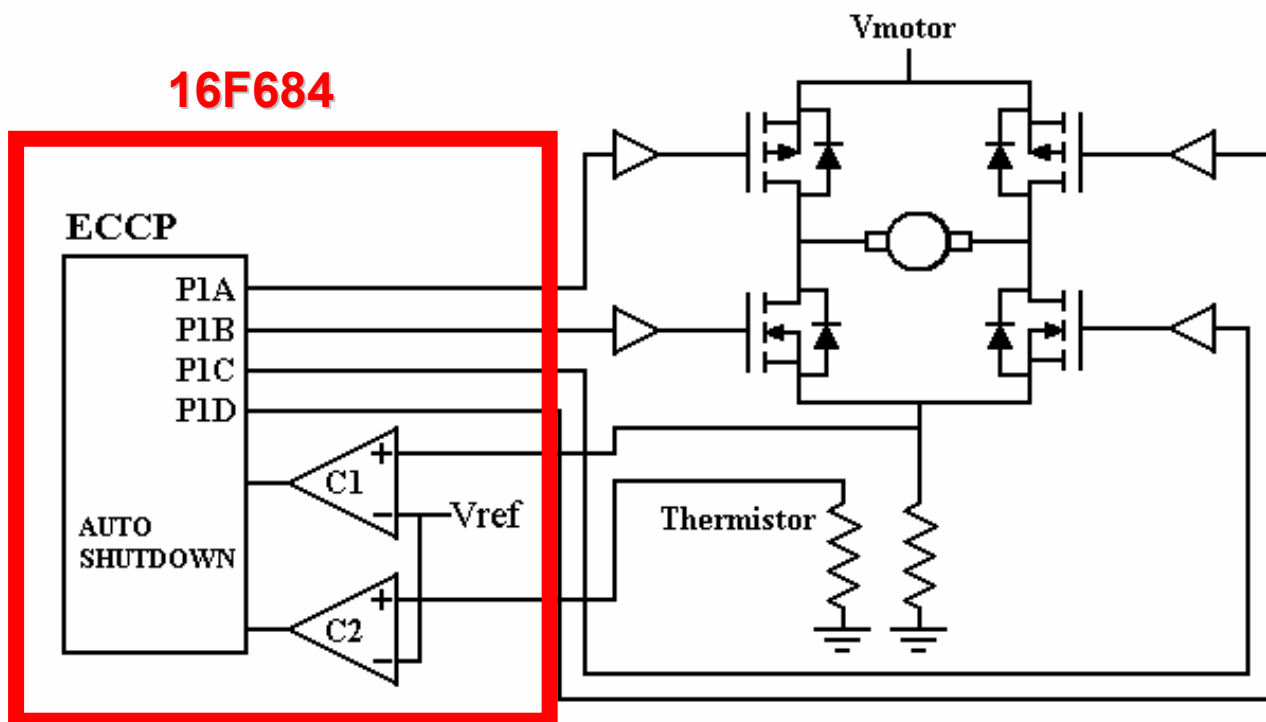 Vmotor
16F684
ECCP
P1A
P1B
P1C
P1D
+
C1
−
Vref
Thermistor
AUTO
SHUTDOWN
+
C2
−